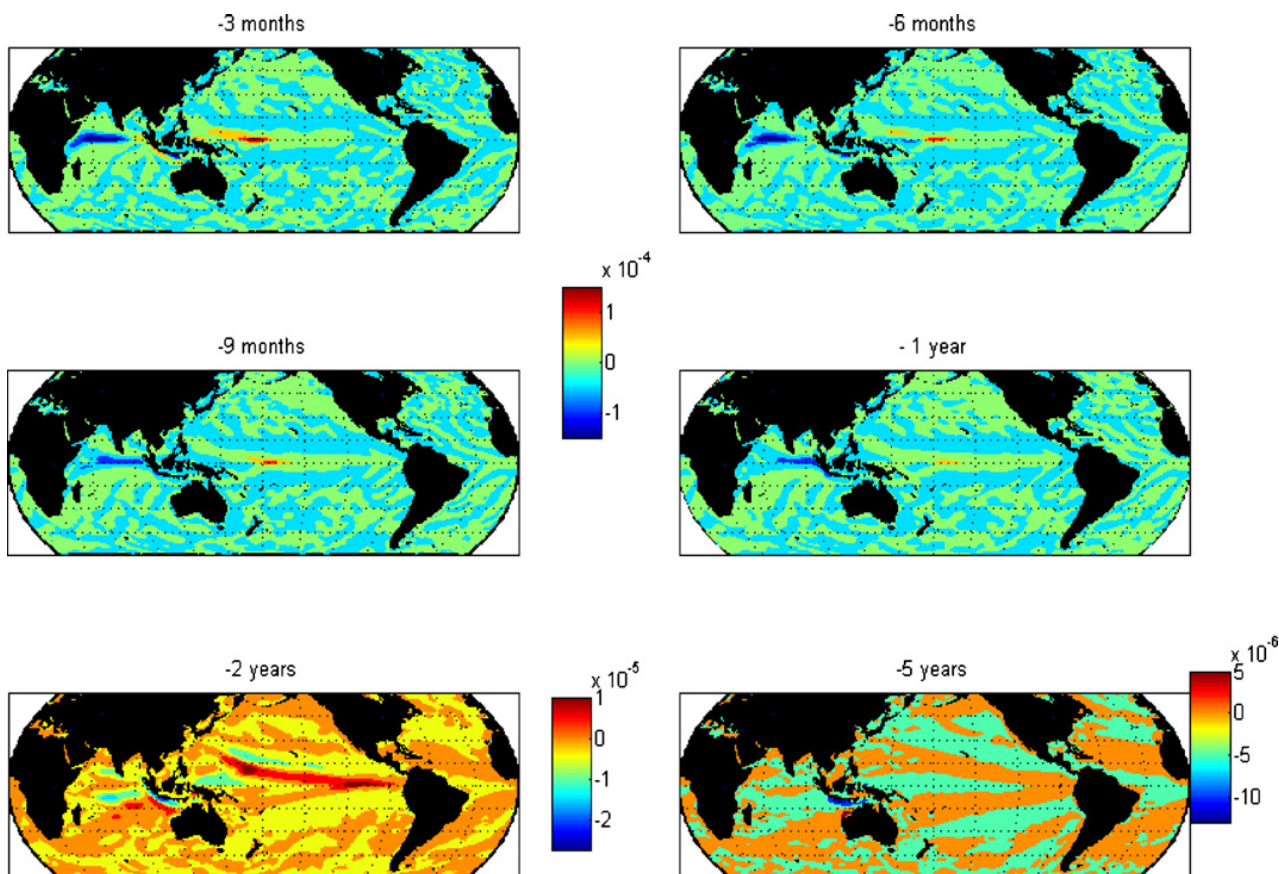 -3 months
-6 months
x 10^-4
1
0
-1
-9 months
- 1 year
-2 years
x 10^-5
1
0
-1
-2
-5 years
x 10^-6
5
0
-5
-10